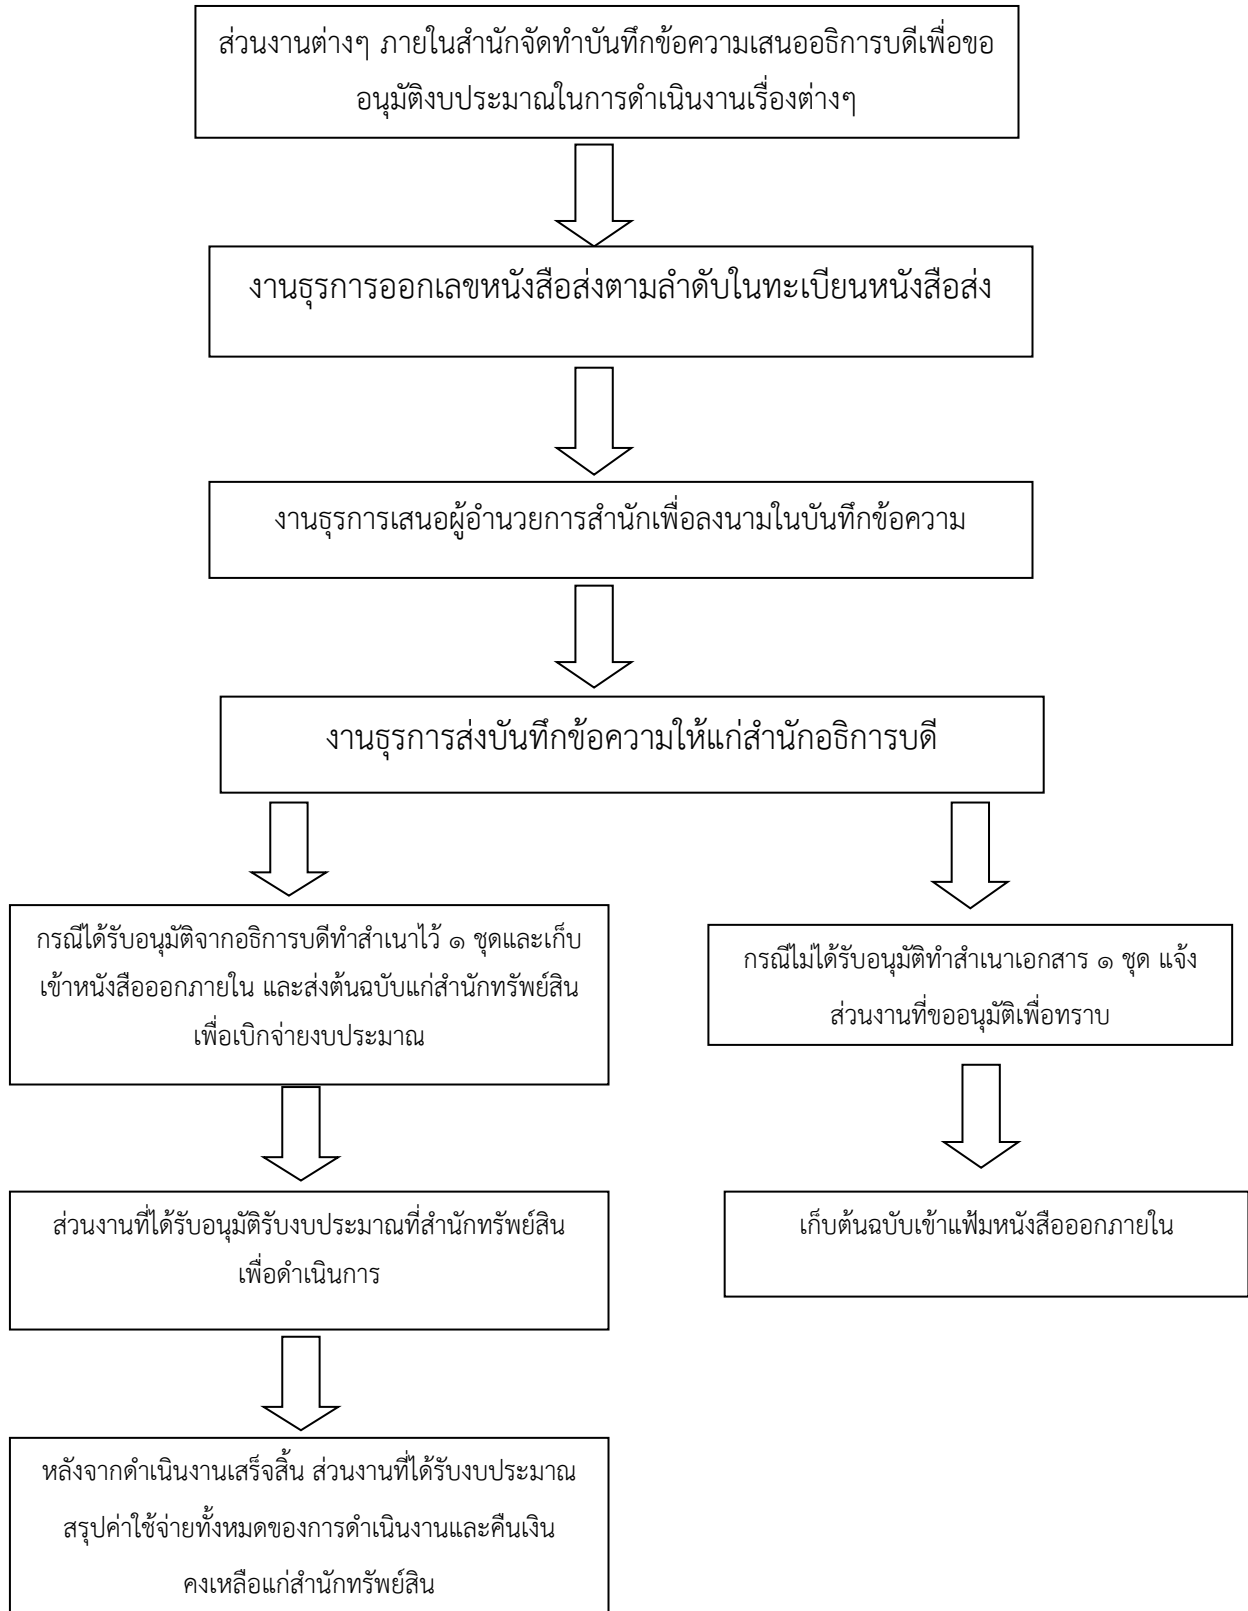 ส่วนงานต่างๆ ภายในสำนักจัดทำบันทึกข้อความเสนออธิการบดีเพื่อขอ
อนุมัติงบประมาณในการดำเนินงานเรื่องต่างๆ
งานธุรการออกเลขหนังสือส่งตามลำดับในทะเบียนหนังสือส่ง
งานธุรการเสนอผู้อำนวยการสำนักเพื่อลงนามในบันทึกข้อความ
งานธุรการส่งบันทึกข้อความให้แก่สำนักอธิการบดี
กรณีได้รับอนุมัติจากอธิการบดีทำสำเนาไว้ ๑ ชุดและเก็บ
เข้าหนังสือออกภายใน และส่งต้นฉบับแก่สำนักทรัพย์สิน
เพื่อเบิกจ่ายงบประมาณ
กรณีไม่ได้รับอนุมัติทำสำเนาเอกสาร ๑ ชุด แจ้ง
ส่วนงานที่ขออนุมัติเพื่อทราบ
ส่วนงานที่ได้รับอนุมัติรับงบประมาณที่สำนักทรัพย์สิน
เพื่อดำเนินการ
เก็บต้นฉบับเข้าแฟ้มหนังสือออกภายใน
หลังจากดำเนินงานเสร็จสิ้น ส่วนงานที่ได้รับงบประมาณ
สรุปค่าใช้จ่ายทั้งหมดของการดำเนินงานและคืนเงิน
คงเหลือแก่สำนักทรัพย์สิน